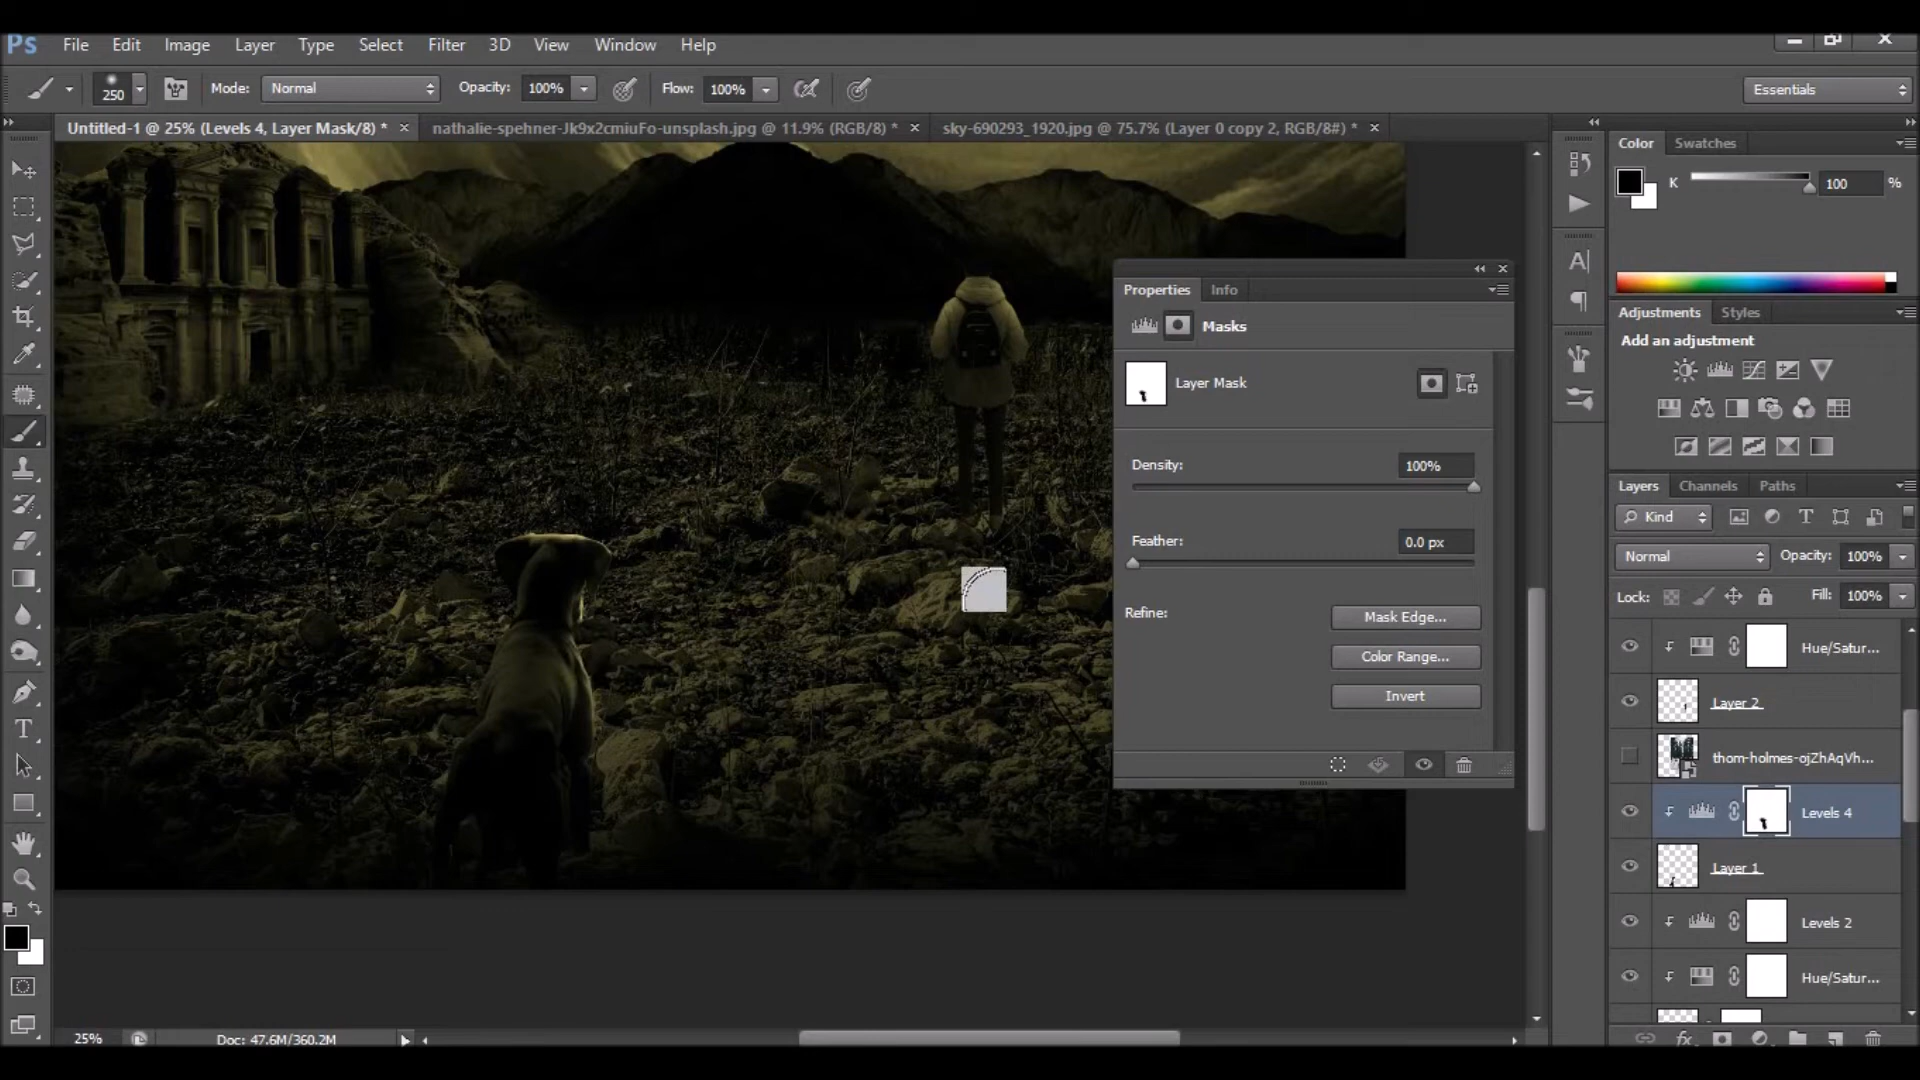 Ps File Edit Image Layer Type Select Filter 3D View Window Help
250 Mode: Normal Opacity: 100% Flow: 100% Essentials
Untitled-1 @ 25% (Levels 4, Layer Mask/8) * nathalie-spehner-Jk9x2cmiuFo-unsplash.jpg @ 11.9% (RGB/8) * sky-690293_1920.jpg @ 75.7% (Layer 0 copy 2, RGB/8#) *
Color Swatches
K 100 %
Properties Info
Masks
Layer Mask
Density: 100%
Feather: 0.0 px
Refine: Mask Edge...
Color Range...
Invert
Adjustments Styles
Add an adjustment
Layers Channels Paths
Kind
Normal Opacity: 100%
Lock: Fill: 100%
Hue/Satur...
Layer 2
thom-holmes-ojZhAqVh...
Levels 4
Layer 1
Levels 2
Hue/Satur...
fx
25% Doc: 47.6M/360.2M